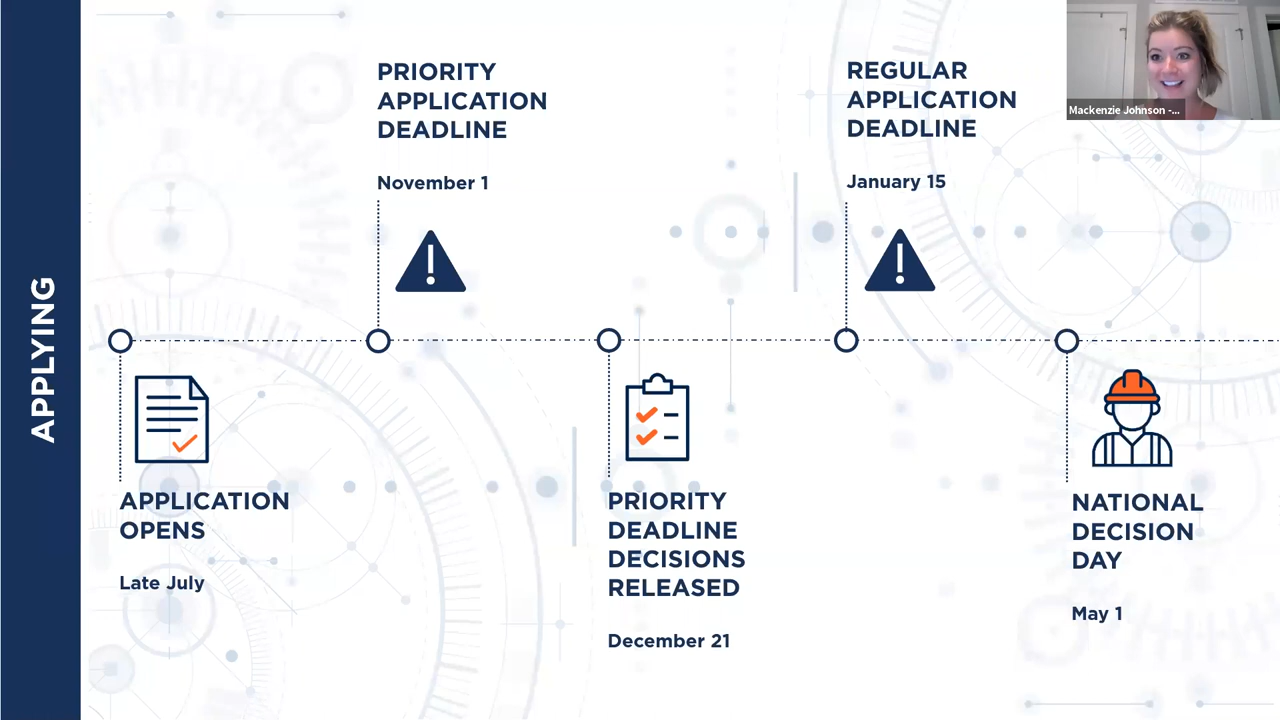 APPLYING
APPLICATION
OPENS
Late July
PRIORITY
APPLICATION
DEADLINE
November 1
PRIORITY
DEADLINE
DECISIONS
RELEASED
December 21
REGULAR
APPLICATION
DEADLINE
January 15
NATIONAL
DECISION
DAY
May 1
Mackenzie Johnson -...